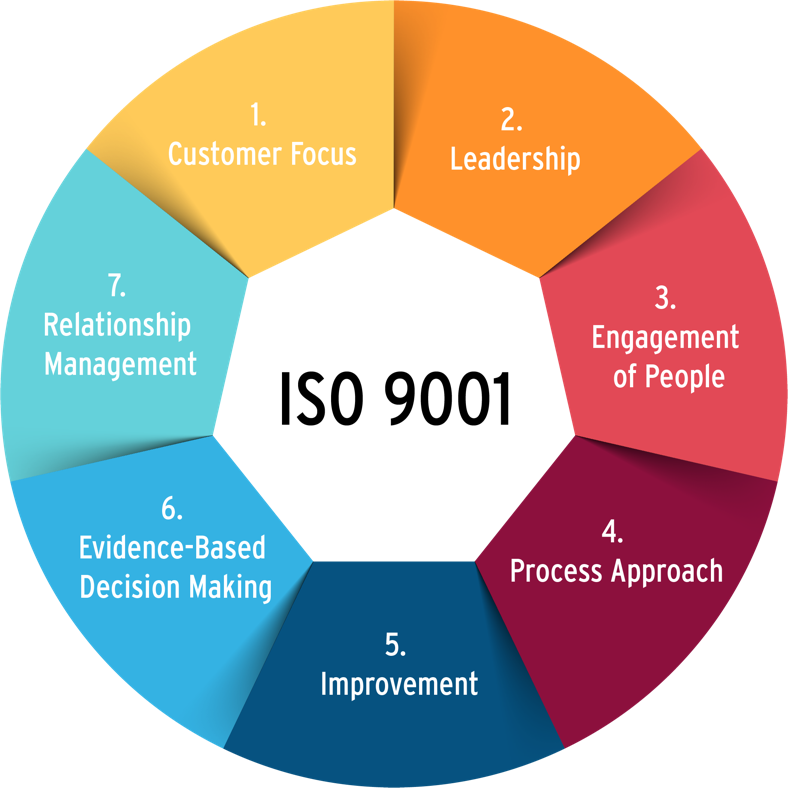 1.
Customer Focus
2.
Leadership
3.
Engagement
of People
4.
Process Approach
5.
Improvement
6.
Evidence-Based
Decision Making
7.
Relationship
Management
ISO 9001